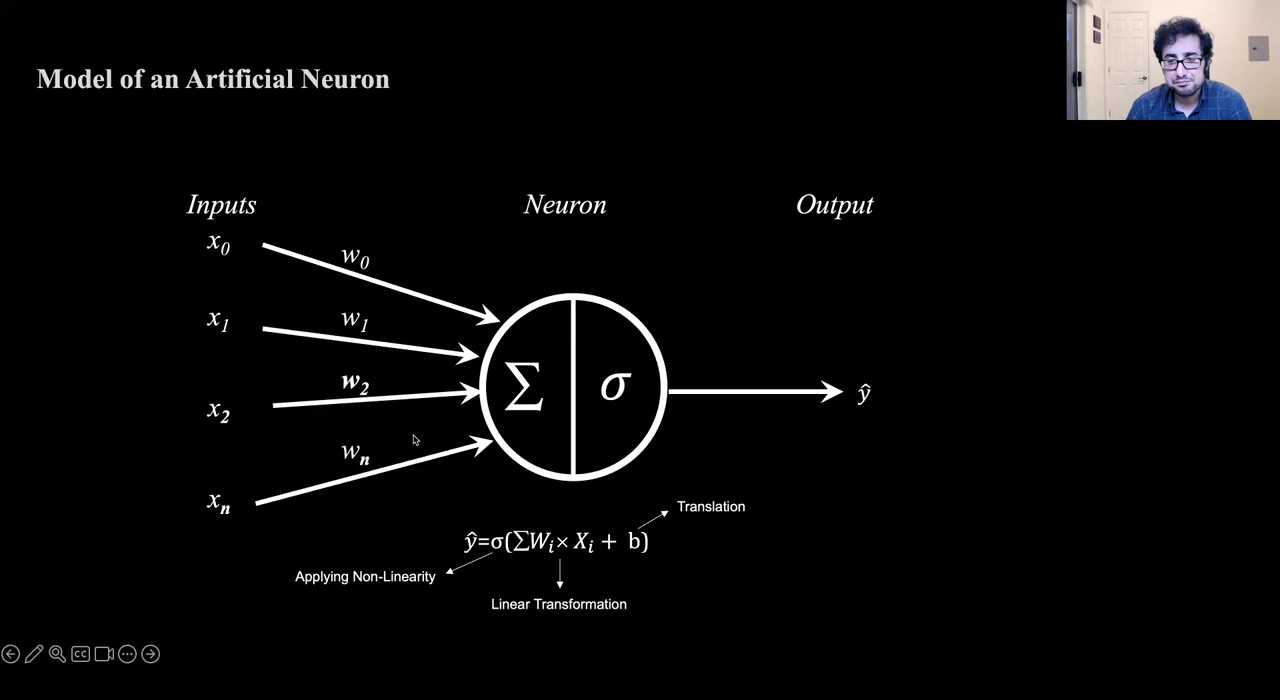 Model of an Artificial Neuron
Inputs
Neuron
Output
x₀
w₀
x₁
w₁
x₂
w₂
xₙ
wₙ
∑
σ
ŷ
Translation
ŷ=σ(∑Wᵢ× Xᵢ + b)
Applying Non-Linearity
Linear Transformation
CC